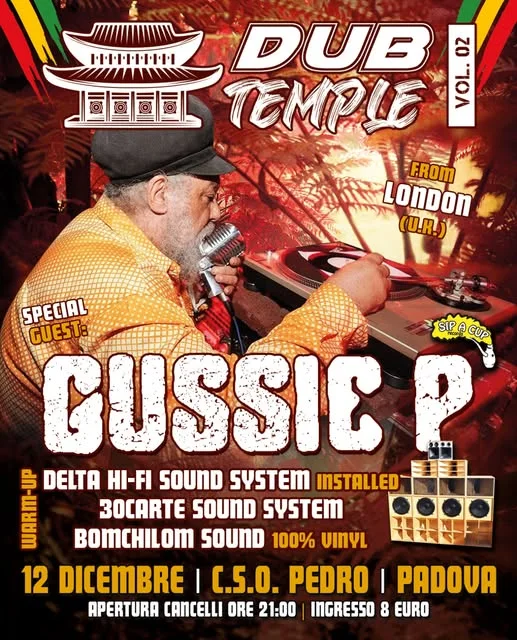 DUB
TEMPLE
VOL. 02
FROM
LONDON
(U.K.)
SPECIAL
GUEST:
SIP A CUP
RECORDS
GUSSIE P
WARM-UP
DELTA HI-FI SOUND SYSTEM INSTALLED
30CARTE SOUND SYSTEM
BOMCHILOM SOUND 100% VINYL
12 DICEMBRE | C.S.O. PEDRO | PADOVA
APERTURA CANCELLI ORE 21:00 | INGRESSO 8 EURO